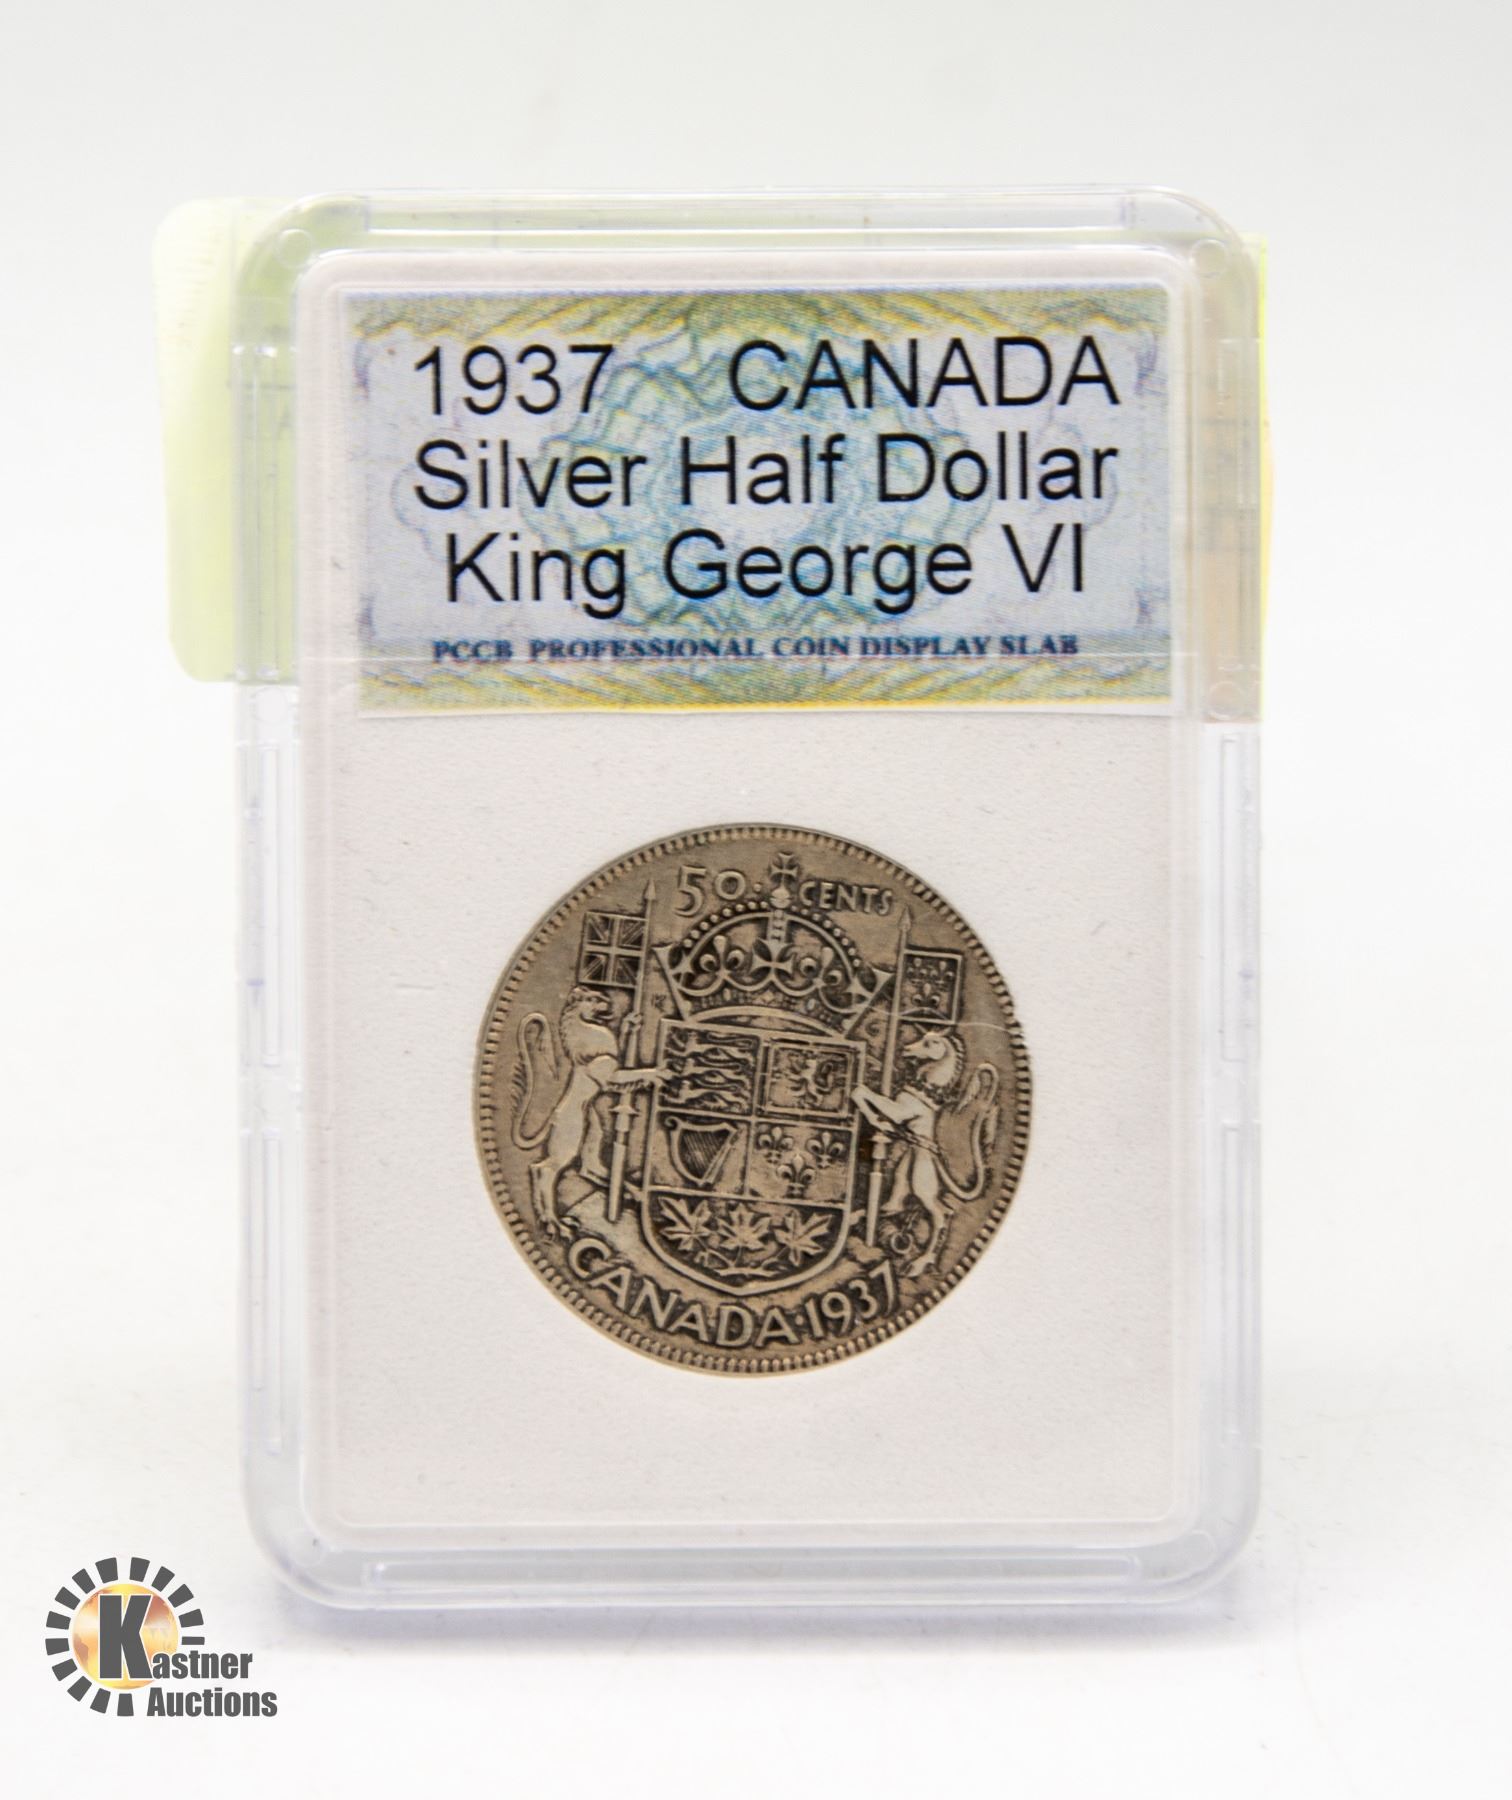 1937 CANADA
Silver Half Dollar
King George VI
PCCB PROFESSIONAL COIN DISPLAY SLAB
50 CENTS
CANADA·1937
Kastner
Auctions